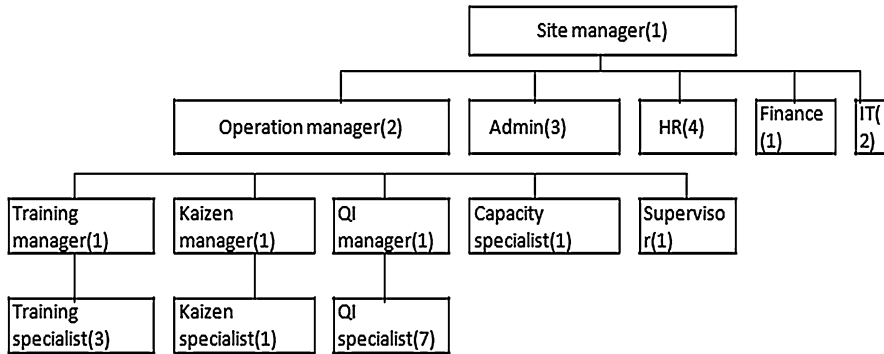 Site manager(1)
Operation manager(2)
Admin(3)
HR(4)
Finance
(1)
IT(
2)
Training
manager(1)
Kaizen
manager(1)
QI
manager(1)
Capacity
specialist(1)
Superviso
r(1)
Training
specialist(3)
Kaizen
specialist(1)
QI
specialist(7)